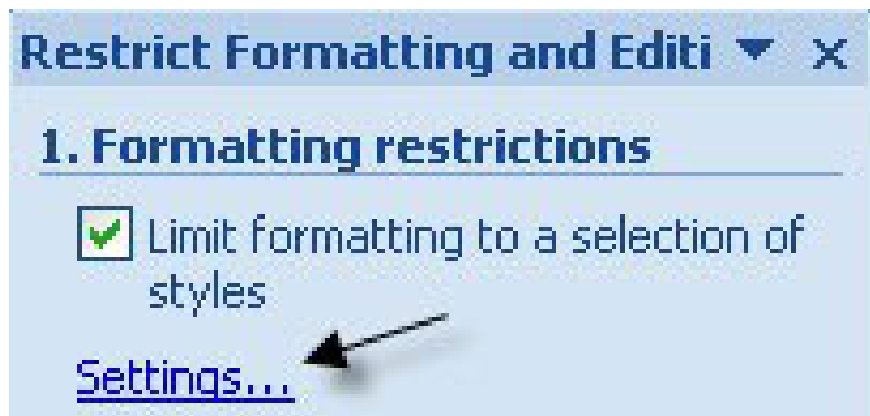 Restrict Formatting and Editi
1. Formatting restrictions
Limit formatting to a selection of
styles
Settings...